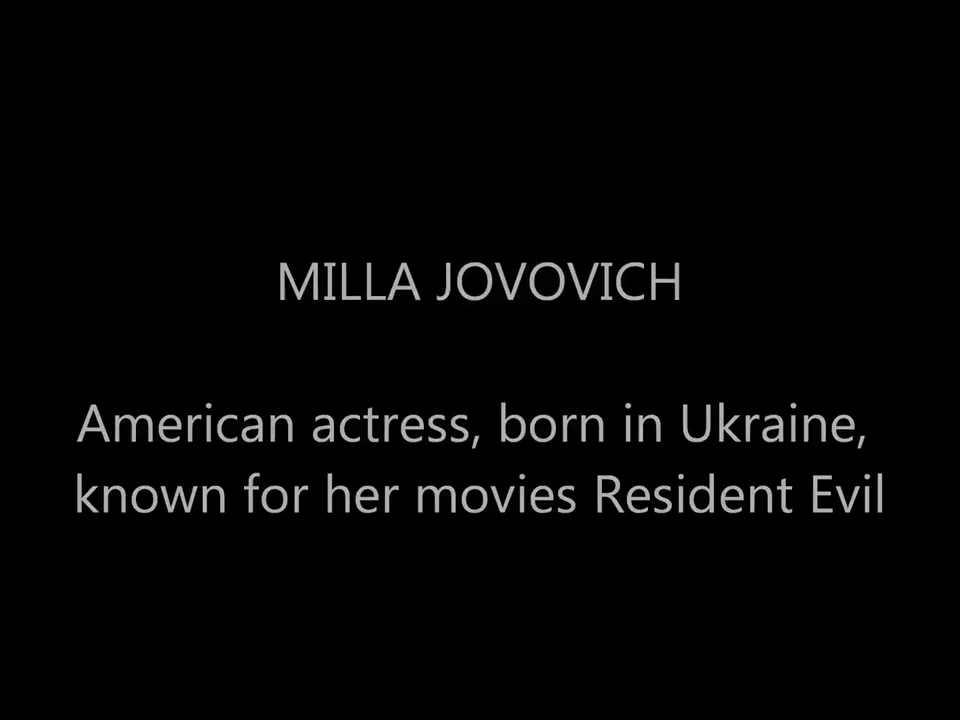 MILLA JOVOVICH
American actress, born in Ukraine,
known for her movies Resident Evil